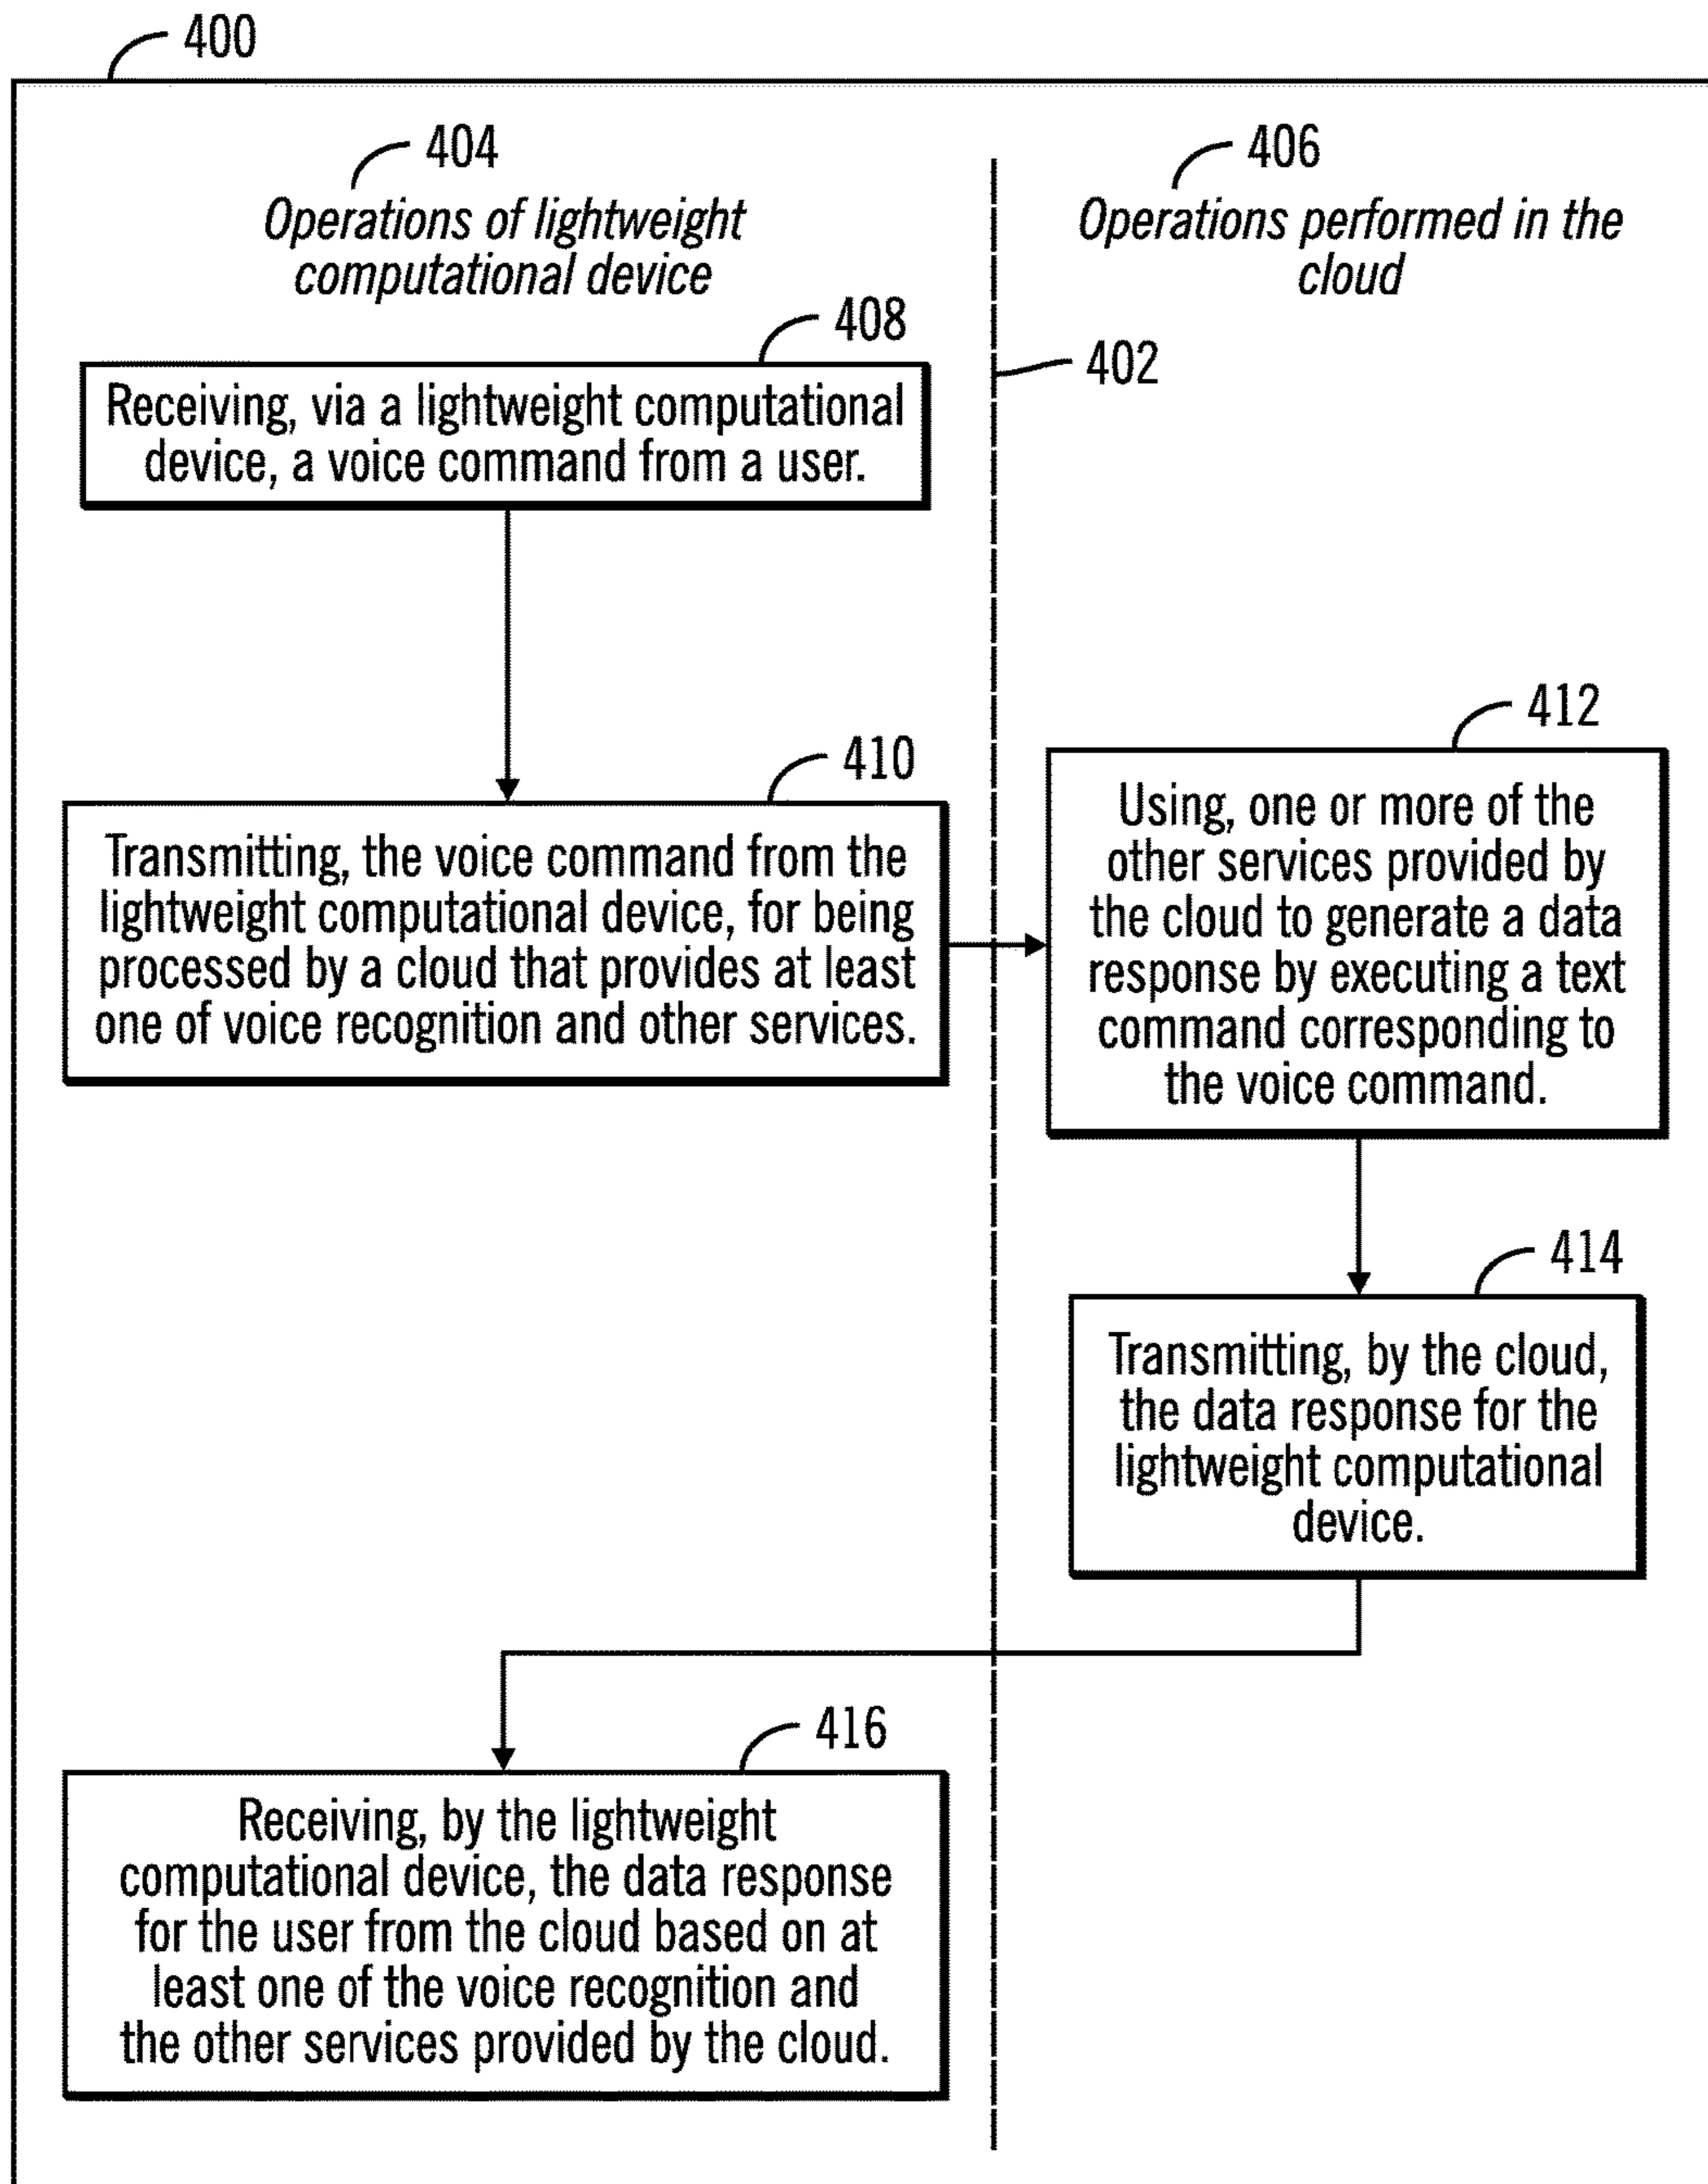 400
404
Operations of lightweight
computational device
406
Operations performed in the
cloud
402
408
Receiving, via a lightweight computational
device, a voice command from a user.
410
Transmitting, the voice command from the
lightweight computational device, for being
processed by a cloud that provides at least
one of voice recognition and other services.
412
Using, one or more of the
other services provided by
the cloud to generate a data
response by executing a text
command corresponding to
the voice command.
414
Transmitting, by the cloud,
the data response for the
lightweight computational
device.
416
Receiving, by the lightweight
computational device, the data response
for the user from the cloud based on at
least one of the voice recognition and
the other services provided by the cloud.